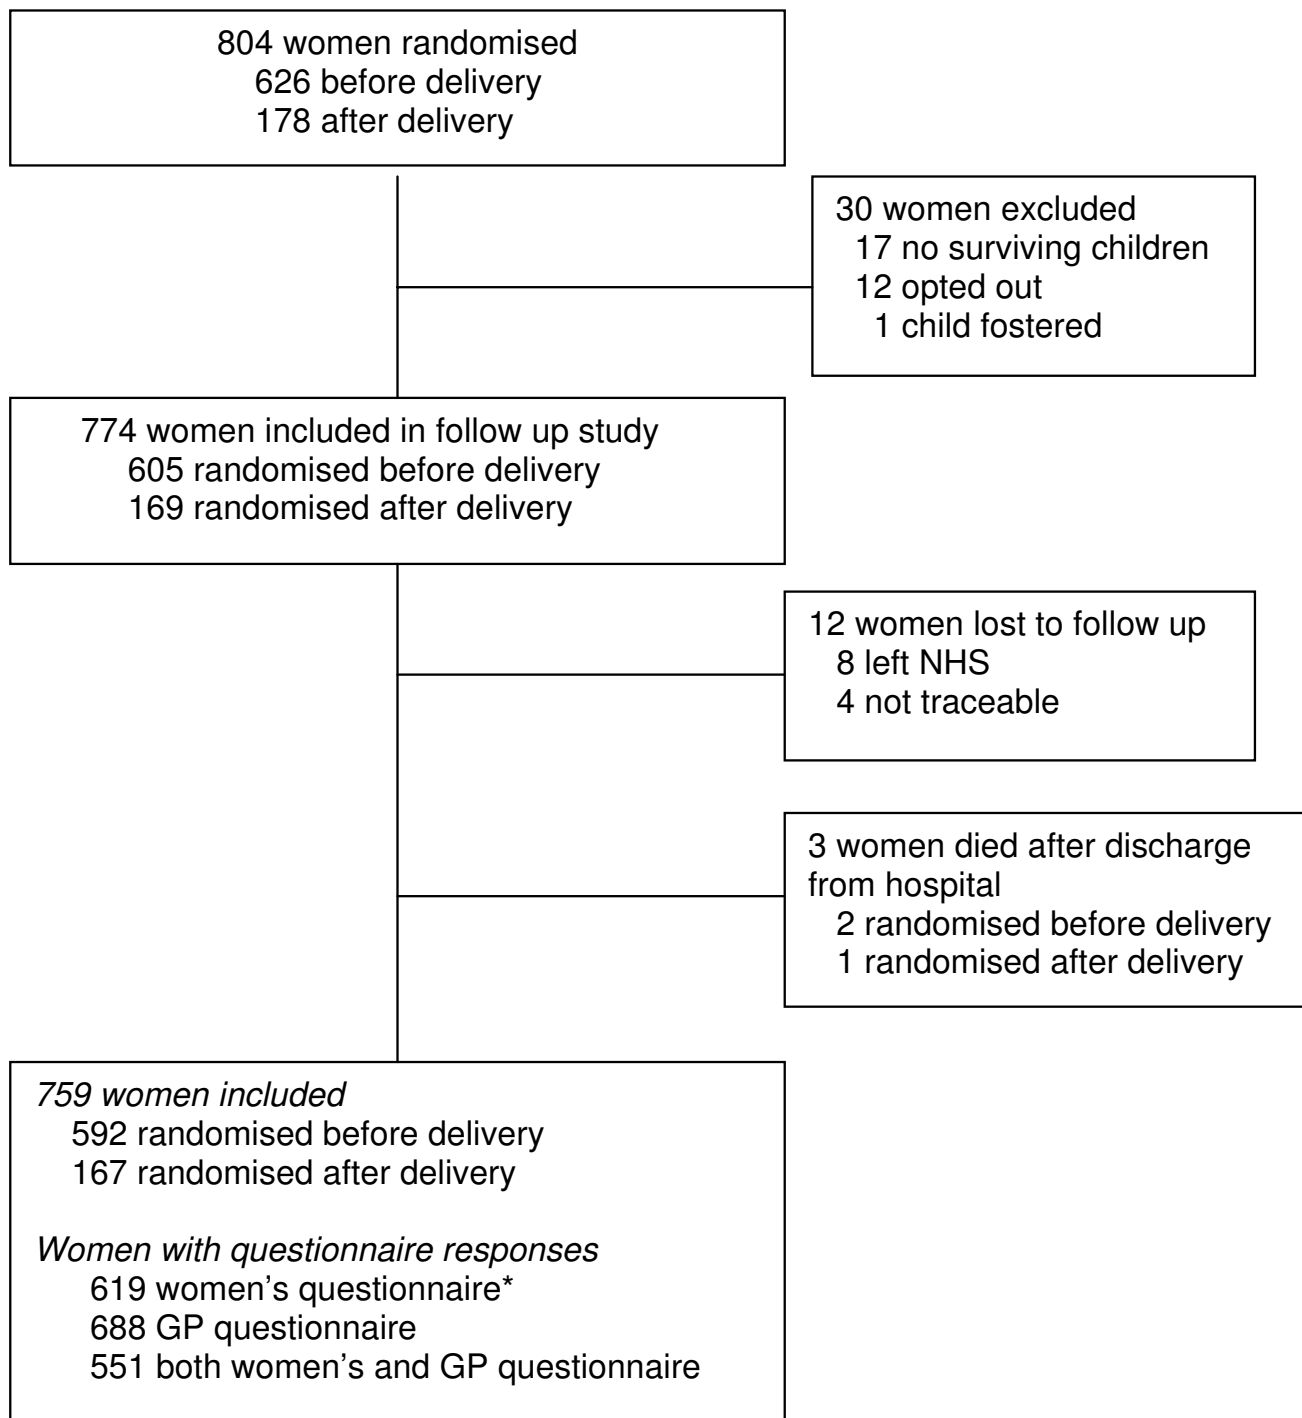 804 women randomised
626 before delivery
178 after delivery
30 women excluded
17 no surviving children
12 opted out
1 child fostered
774 women included in follow up study
605 randomised before delivery
169 randomised after delivery
12 women lost to follow up
8 left NHS
4 not traceable
3 women died after discharge
from hospital
2 randomised before delivery
1 randomised after delivery
759 women included
592 randomised before delivery
167 randomised after delivery
Women with questionnaire responses
619 women’s questionnaire*
688 GP questionnaire
551 both women’s and GP questionnaire